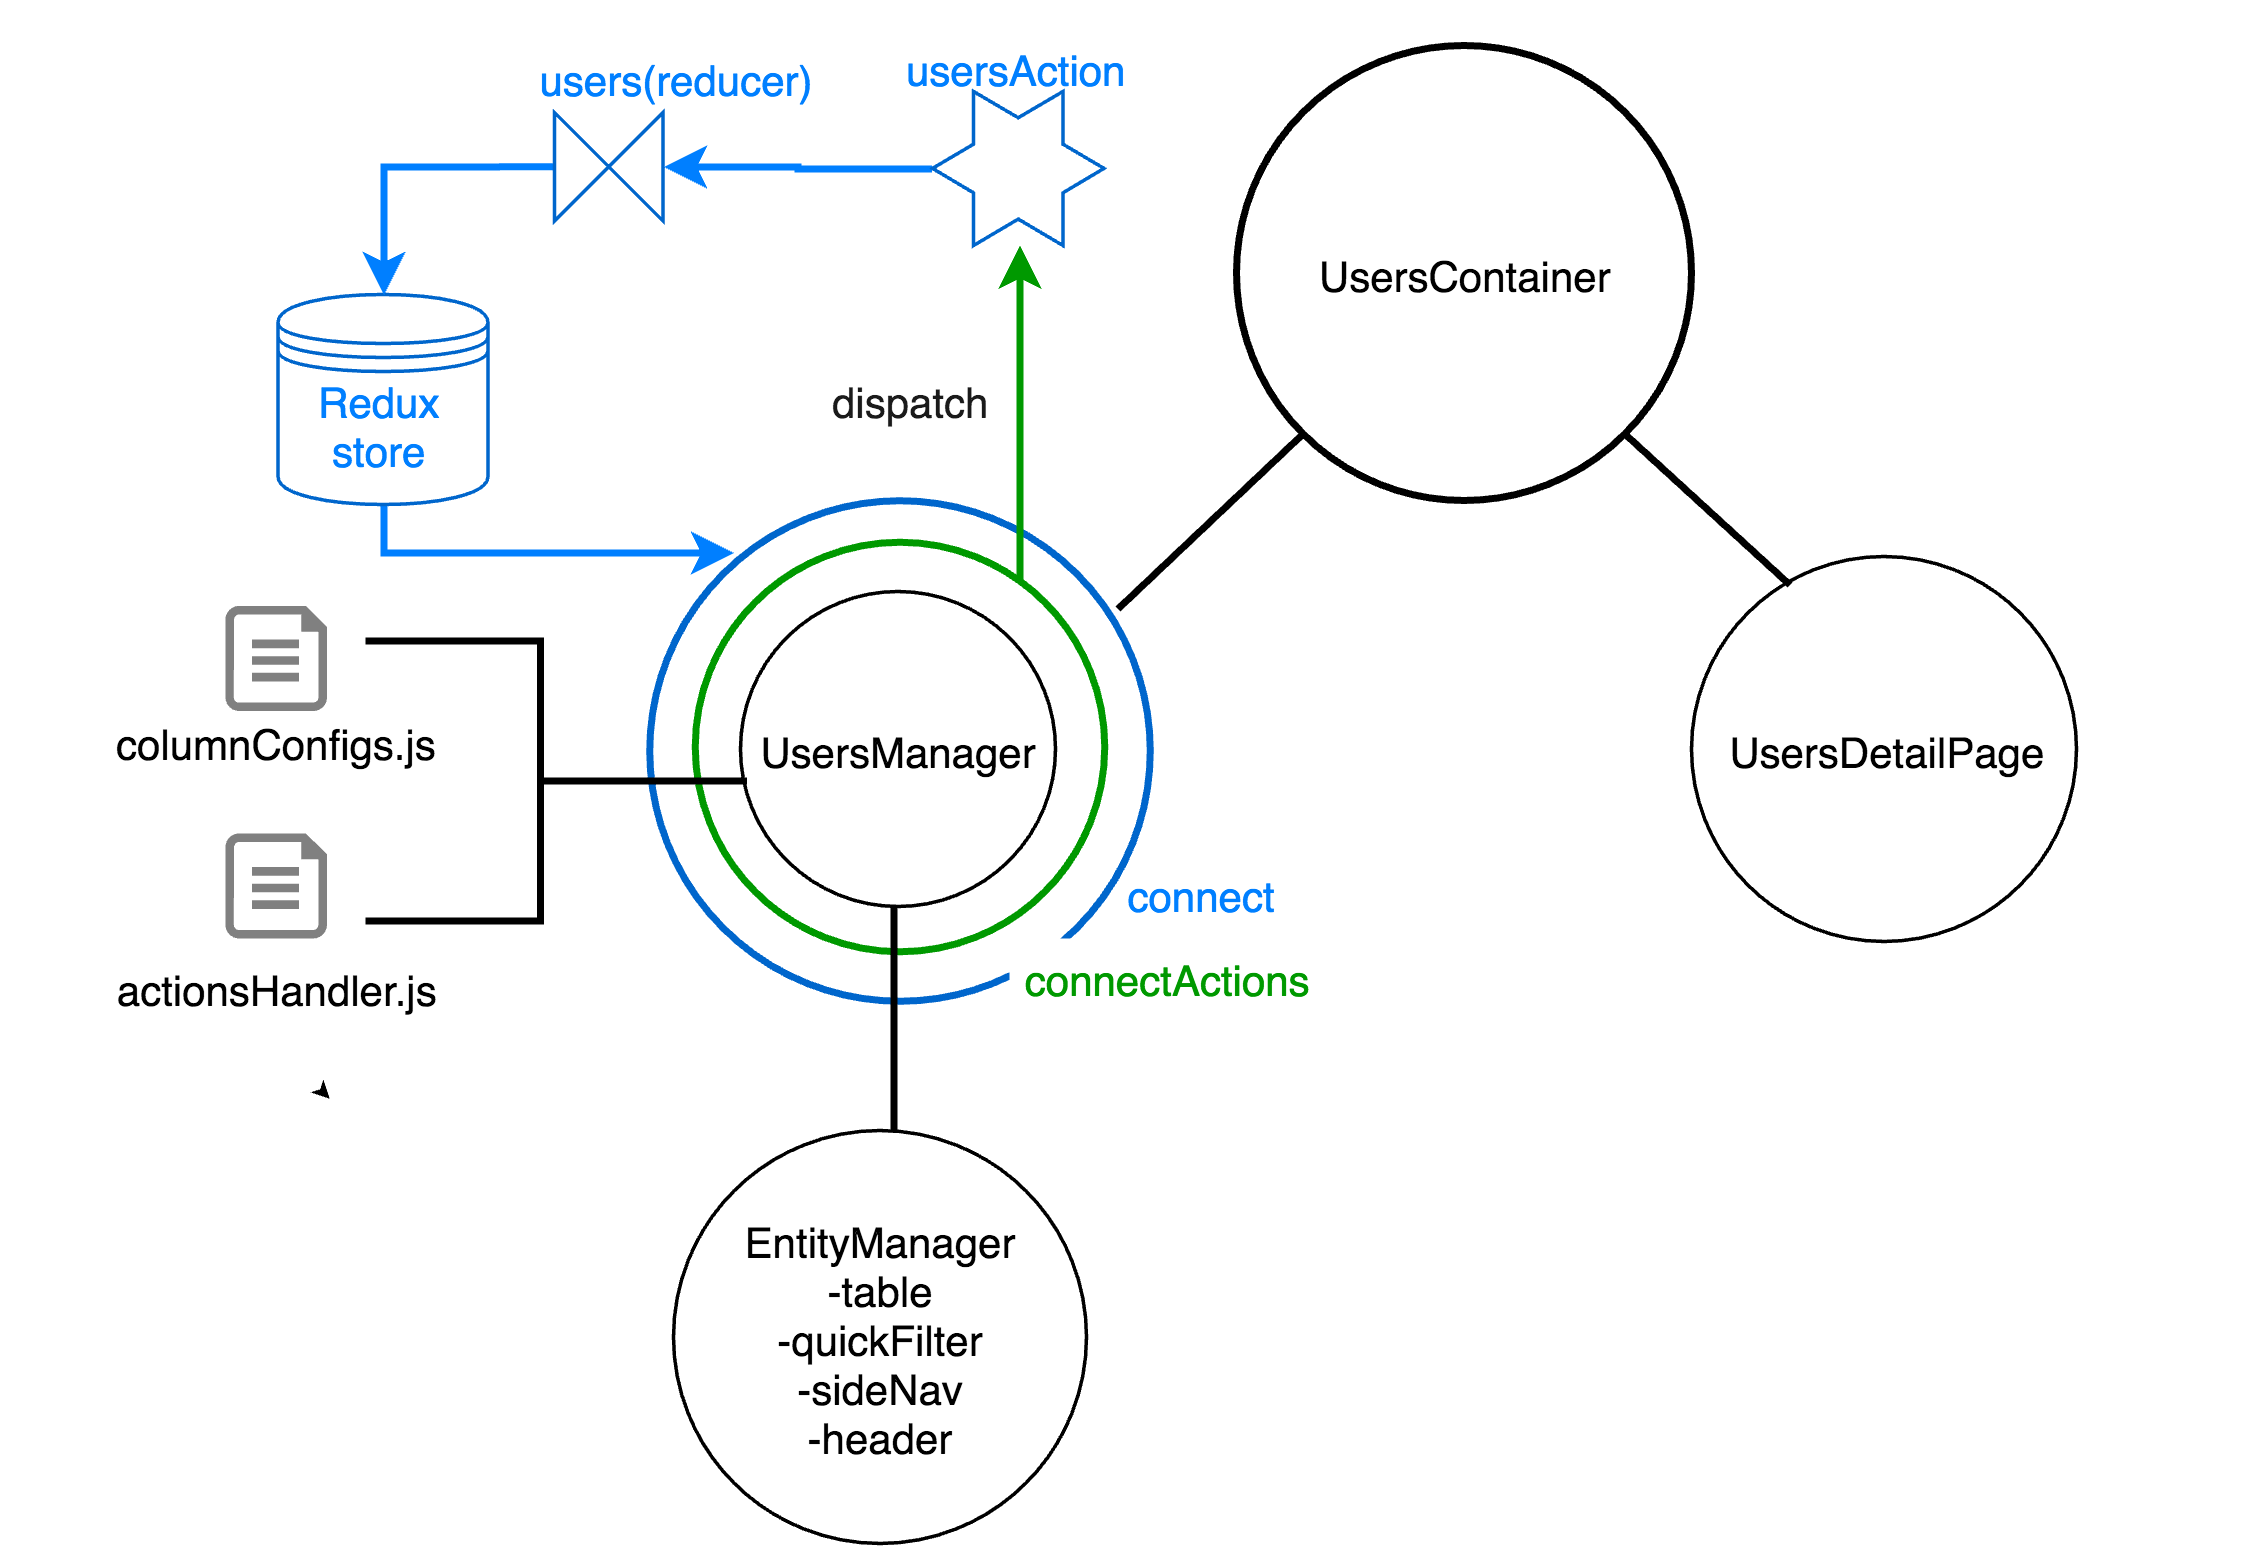 users(reducer)
usersAction
UsersContainer
Redux
store
dispatch
columnConfigs.js
UsersManager
UsersDetailPage
connect
connectActions
actionsHandler.js
EntityManager
-table
-quickFilter
-sideNav
-header